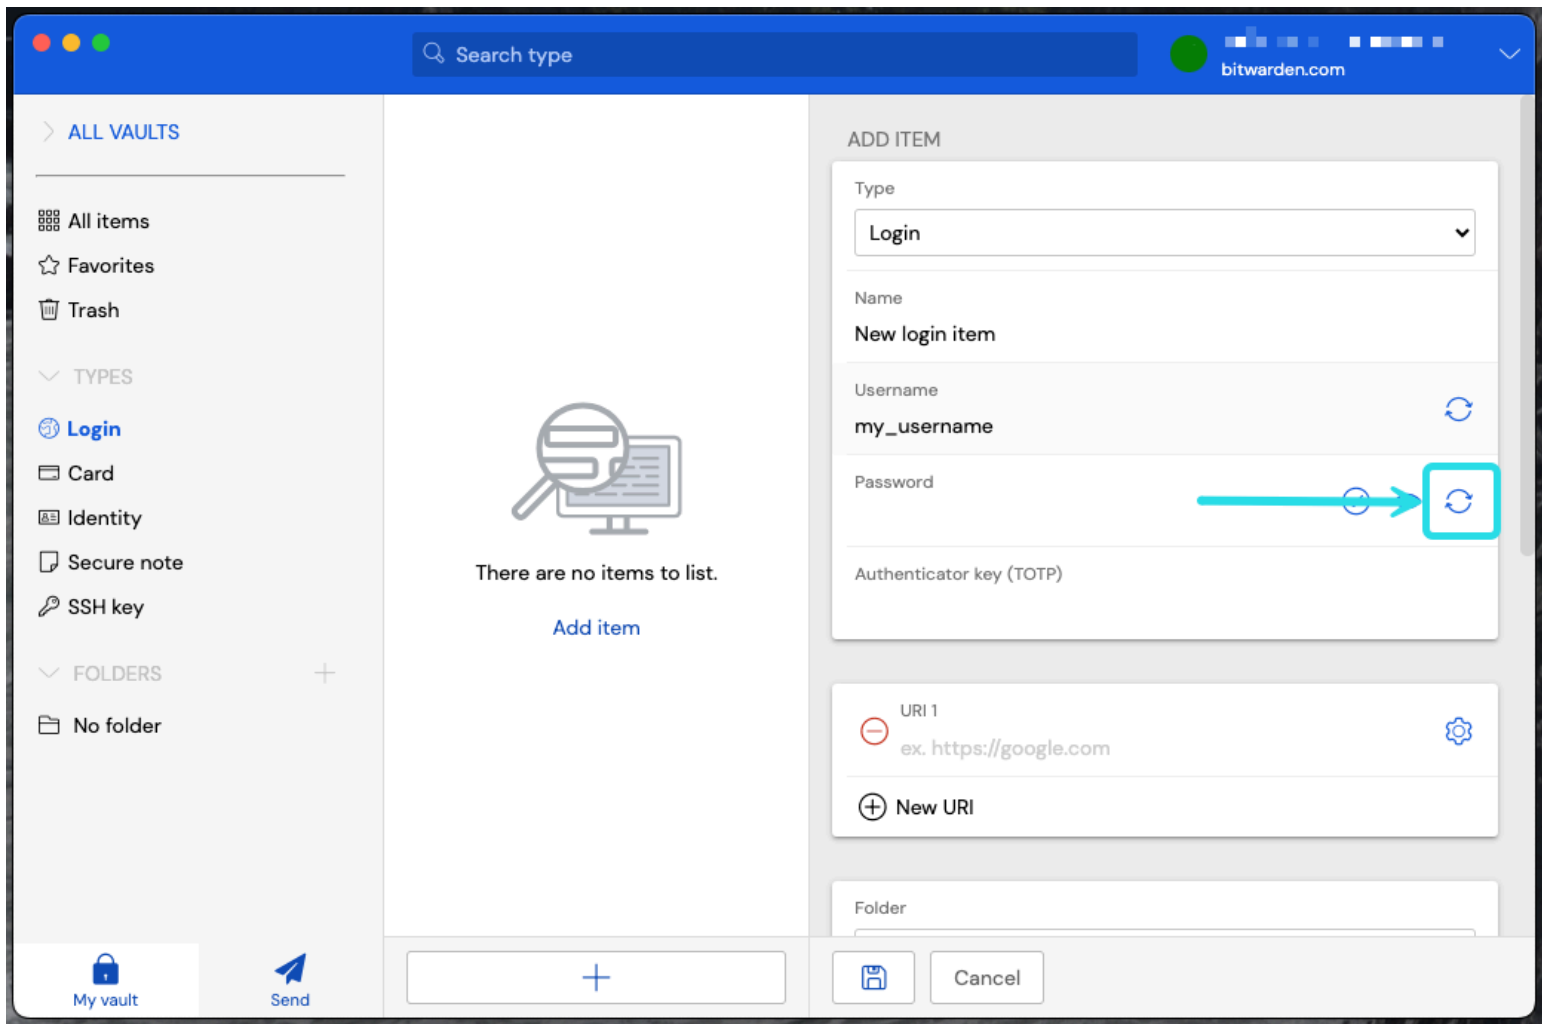 Search type
bitwarden.com
ALL VAULTS
All items
Favorites
Trash
TYPES
Login
Card
Identity
Secure note
SSH key
FOLDERS
No folder
My vault
Send
There are no items to list.
Add item
ADD ITEM
Type
Login
Name
New login item
Username
my_username
Password
Authenticator key (TOTP)
URI 1
ex. https://google.com
New URI
Folder
Cancel